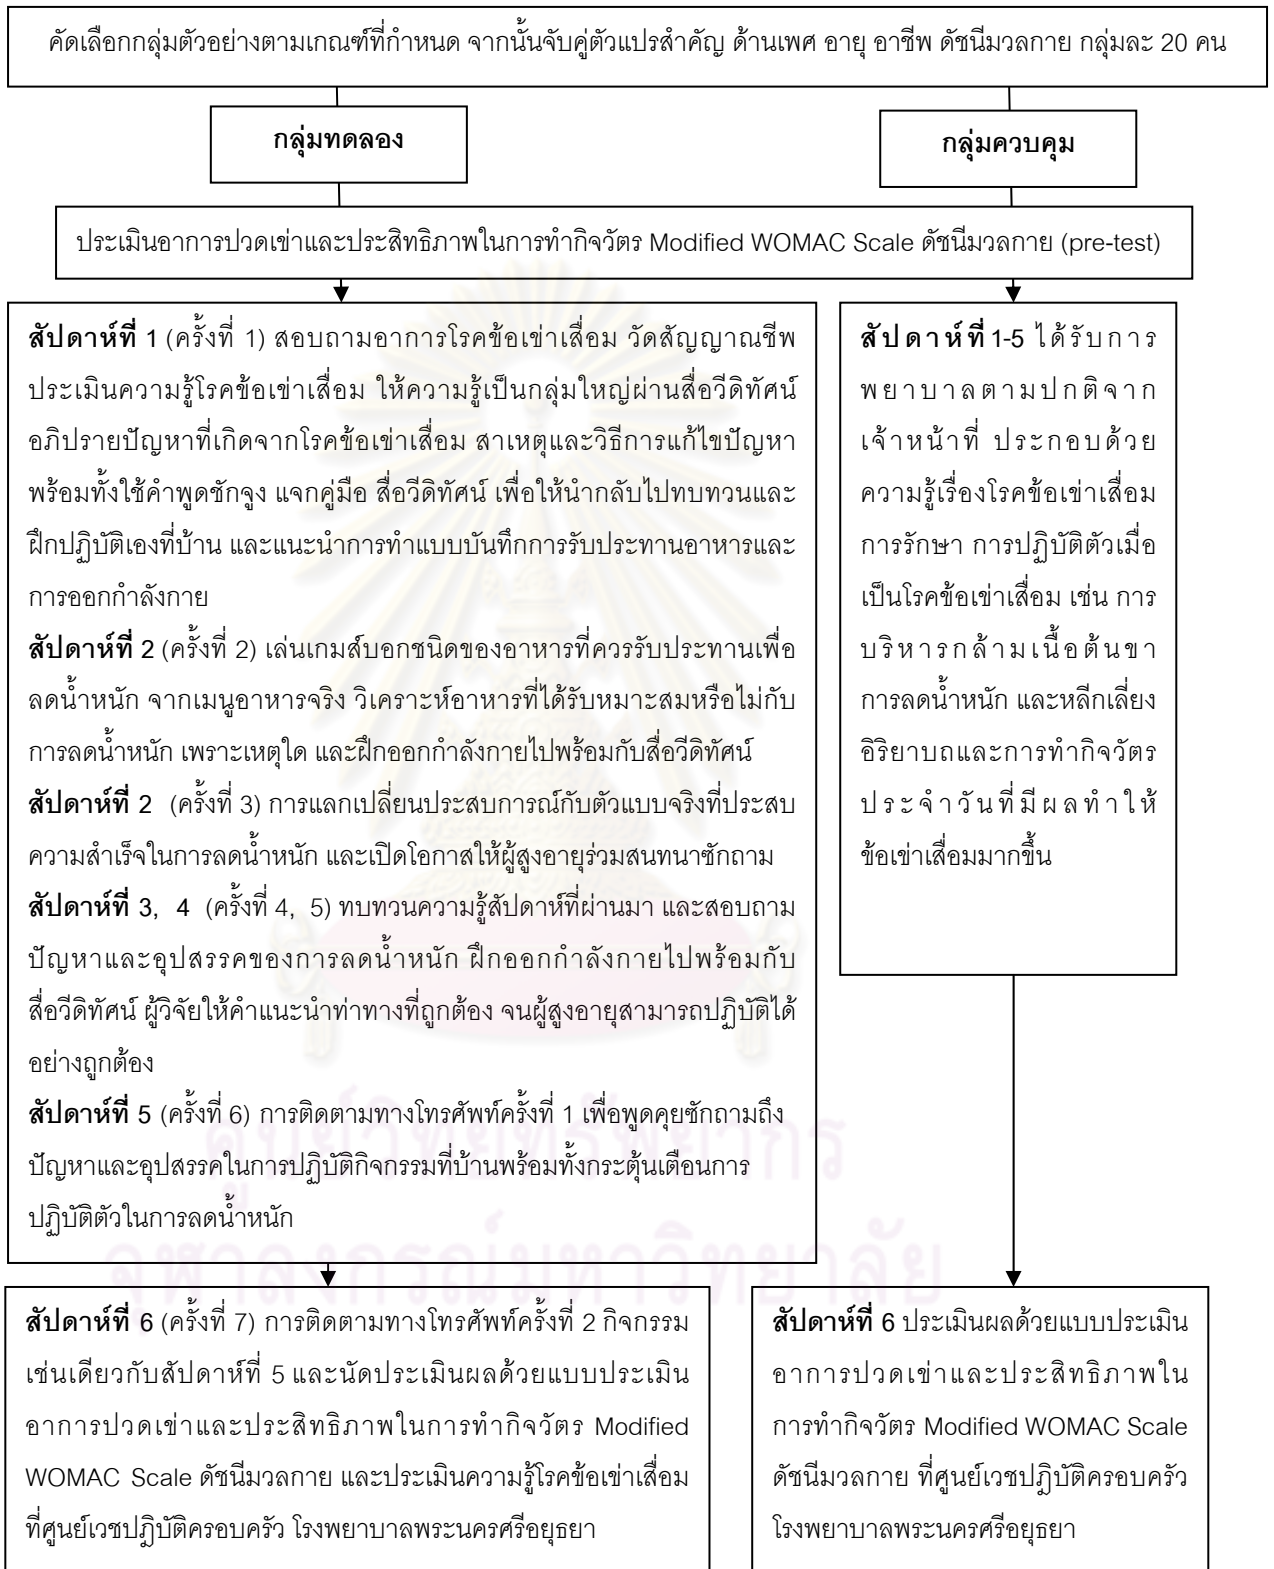 คัดเลือกกลุ่มตัวอย่างตามเกณฑ์ที่กำหนด จากนั้นจับคู่ตัวแปรสำคัญ ด้านเพศ อายุ อาชีพ ดัชนีมวลกาย กลุ่มละ 20 คน
กลุ่มทดลอง
กลุ่มควบคุม
ประเมินอาการปวดเข่าและประสิทธิภาพในการทำกิจวัตร Modified WOMAC Scale ดัชนีมวลกาย (pre-test)
สัปดาห์ที่ 1 (ครั้งที่ 1) สอบถามอาการโรคข้อเข่าเสื่อม วัดสัญญาณชีพ
ประเมินความรู้โรคข้อเข่าเสื่อม ให้ความรู้เป็นกลุ่มใหญ่ผ่านสื่อวีดิทัศน์
อภิปรายปัญหาที่เกิดจากโรคข้อเข่าเสื่อม สาเหตุและวิธีการแก้ไขปัญหา
พร้อมทั้งใช้คำพูดชักจูง แจกคู่มือ สื่อวีดิทัศน์ เพื่อให้นำกลับไปทบทวนและ
ฝึกปฏิบัติเองที่บ้าน และแนะนำการทำแบบบันทึกการรับประทานอาหารและ
การออกกำลังกาย
สัปดาห์ที่ 2 (ครั้งที่ 2) เล่นเกมส์บอกชนิดของอาหารที่ควรรับประทานเพื่อ
ลดน้ำหนัก จากเมนูอาหารจริง วิเคราะห์อาหารที่ได้รับหมาะสมหรือไม่กับ
การลดน้ำหนัก เพราะเหตุใด และฝึกออกกำลังกายไปพร้อมกับสื่อวีดิทัศน์
สัปดาห์ที่ 2 (ครั้งที่ 3) การแลกเปลี่ยนประสบการณ์กับตัวแบบจริงที่ประสบ
ความสำเร็จในการลดน้ำหนัก และเปิดโอกาสให้ผู้สูงอายุร่วมสนทนาซักถาม
สัปดาห์ที่ 3, 4 (ครั้งที่ 4, 5) ทบทวนความรู้สัปดาห์ที่ผ่านมา และสอบถาม
ปัญหาและอุปสรรคของการลดน้ำหนัก ฝึกออกกำลังกายไปพร้อมกับ
สื่อวีดิทัศน์ ผู้วิจัยให้คำแนะนำท่าทางที่ถูกต้อง จนผู้สูงอายุสามารถปฏิบัติได้
อย่างถูกต้อง
สัปดาห์ที่ 5 (ครั้งที่ 6) การติดตามทางโทรศัพท์ครั้งที่ 1 เพื่อพูดคุยซักถามถึง
ปัญหาและอุปสรรคในการปฏิบัติกิจกรรมที่บ้านพร้อมทั้งกระตุ้นเตือนการ
ปฏิบัติตัวในการลดน้ำหนัก
สัปดาห์ที่ 1-5 ได้รับการ
พยาบาลตามปกติจาก
เจ้าหน้าที่ ประกอบด้วย
ความรู้เรื่องโรคข้อเข่าเสื่อม
การรักษา การปฏิบัติตัวเมื่อ
เป็นโรคข้อเข่าเสื่อม เช่น การ
บริหารกล้ามเนื้อต้นขา
การลดน้ำหนัก และหลีกเลี่ยง
อิริยาบถและการทำกิจวัตร
ประจำวันที่มีผลทำให้
ข้อเข่าเสื่อมมากขึ้น
ศูนย์วิทยทรัพยากร
จุฬาลงกรณ์มหาวิทยาลัย
สัปดาห์ที่ 6 (ครั้งที่ 7) การติดตามทางโทรศัพท์ครั้งที่ 2 กิจกรรม
เช่นเดียวกับสัปดาห์ที่ 5 และนัดประเมินผลด้วยแบบประเมิน
อาการปวดเข่าและประสิทธิภาพในการทำกิจวัตร Modified
WOMAC Scale ดัชนีมวลกาย และประเมินความรู้โรคข้อเข่าเสื่อม
ที่ศูนย์เวชปฏิบัติครอบครัว โรงพยาบาลพระนครศรีอยุธยา
สัปดาห์ที่ 6 ประเมินผลด้วยแบบประเมิน
อาการปวดเข่าและประสิทธิภาพใน
การทำกิจวัตร Modified WOMAC Scale
ดัชนีมวลกาย ที่ศูนย์เวชปฏิบัติครอบครัว
โรงพยาบาลพระนครศรีอยุธยา